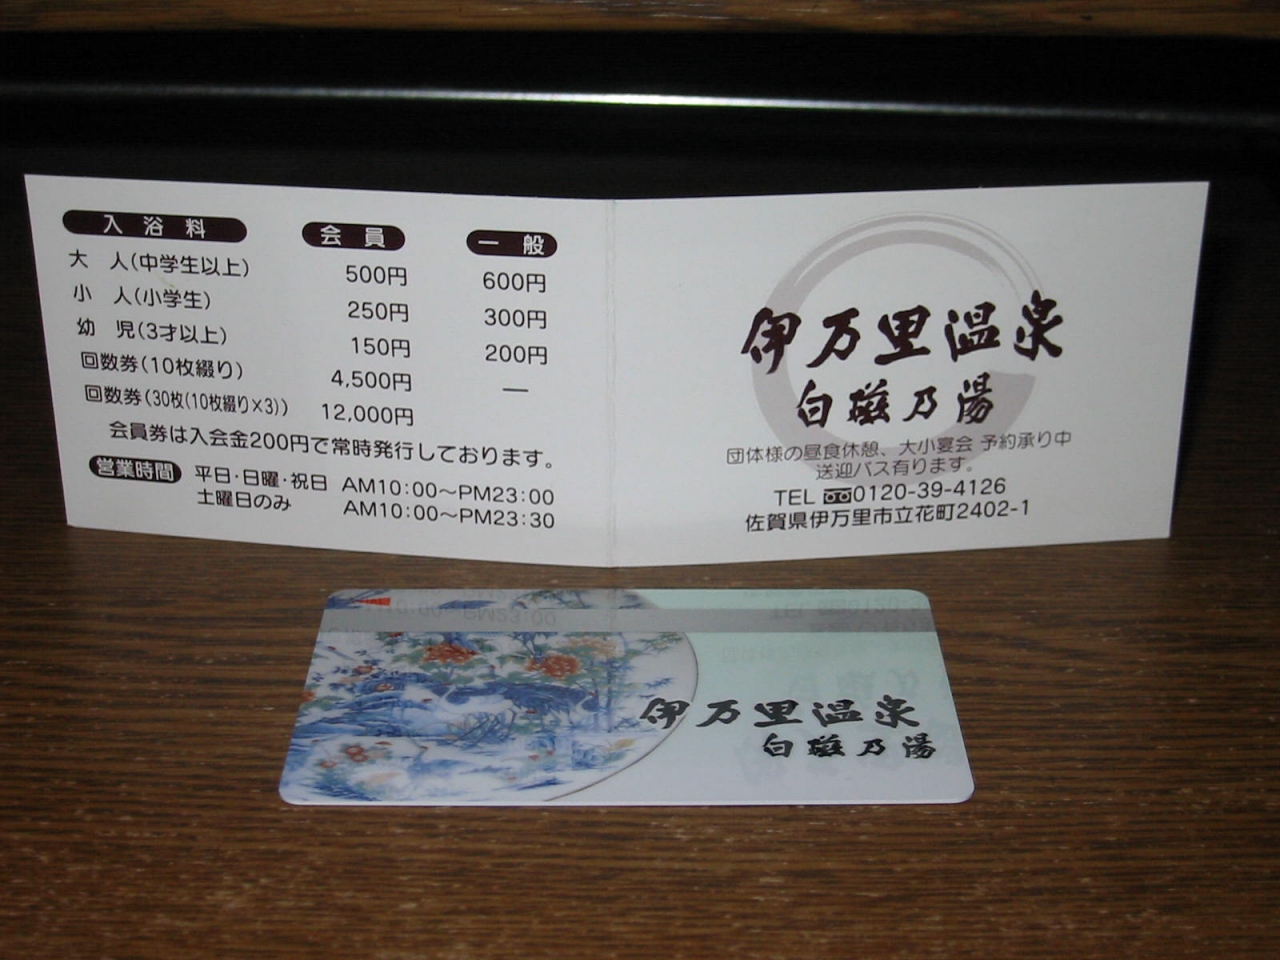 入浴料 会員 一般
大 人(中学生以上) 500円 600円
小 人(小学生) 250円 300円
幼 児(3才以上) 150円 200円
回数券(10枚綴り) 4,500円 —
回数券(30枚(10枚綴り×3)) 12,000円
会員券は入会金200円で常時発行しております。
営業時間 平日・日曜・祝日 AM10:00〜PM23:00
土曜日のみ AM10:00〜PM23:30
伊万里温泉
白磁乃湯
団体様の昼食休憩、大小宴会 予約承り中
送迎バス有ります。
TEL 0120-39-4126
佐賀県伊万里市立花町2402-1
伊万里温泉
白磁乃湯